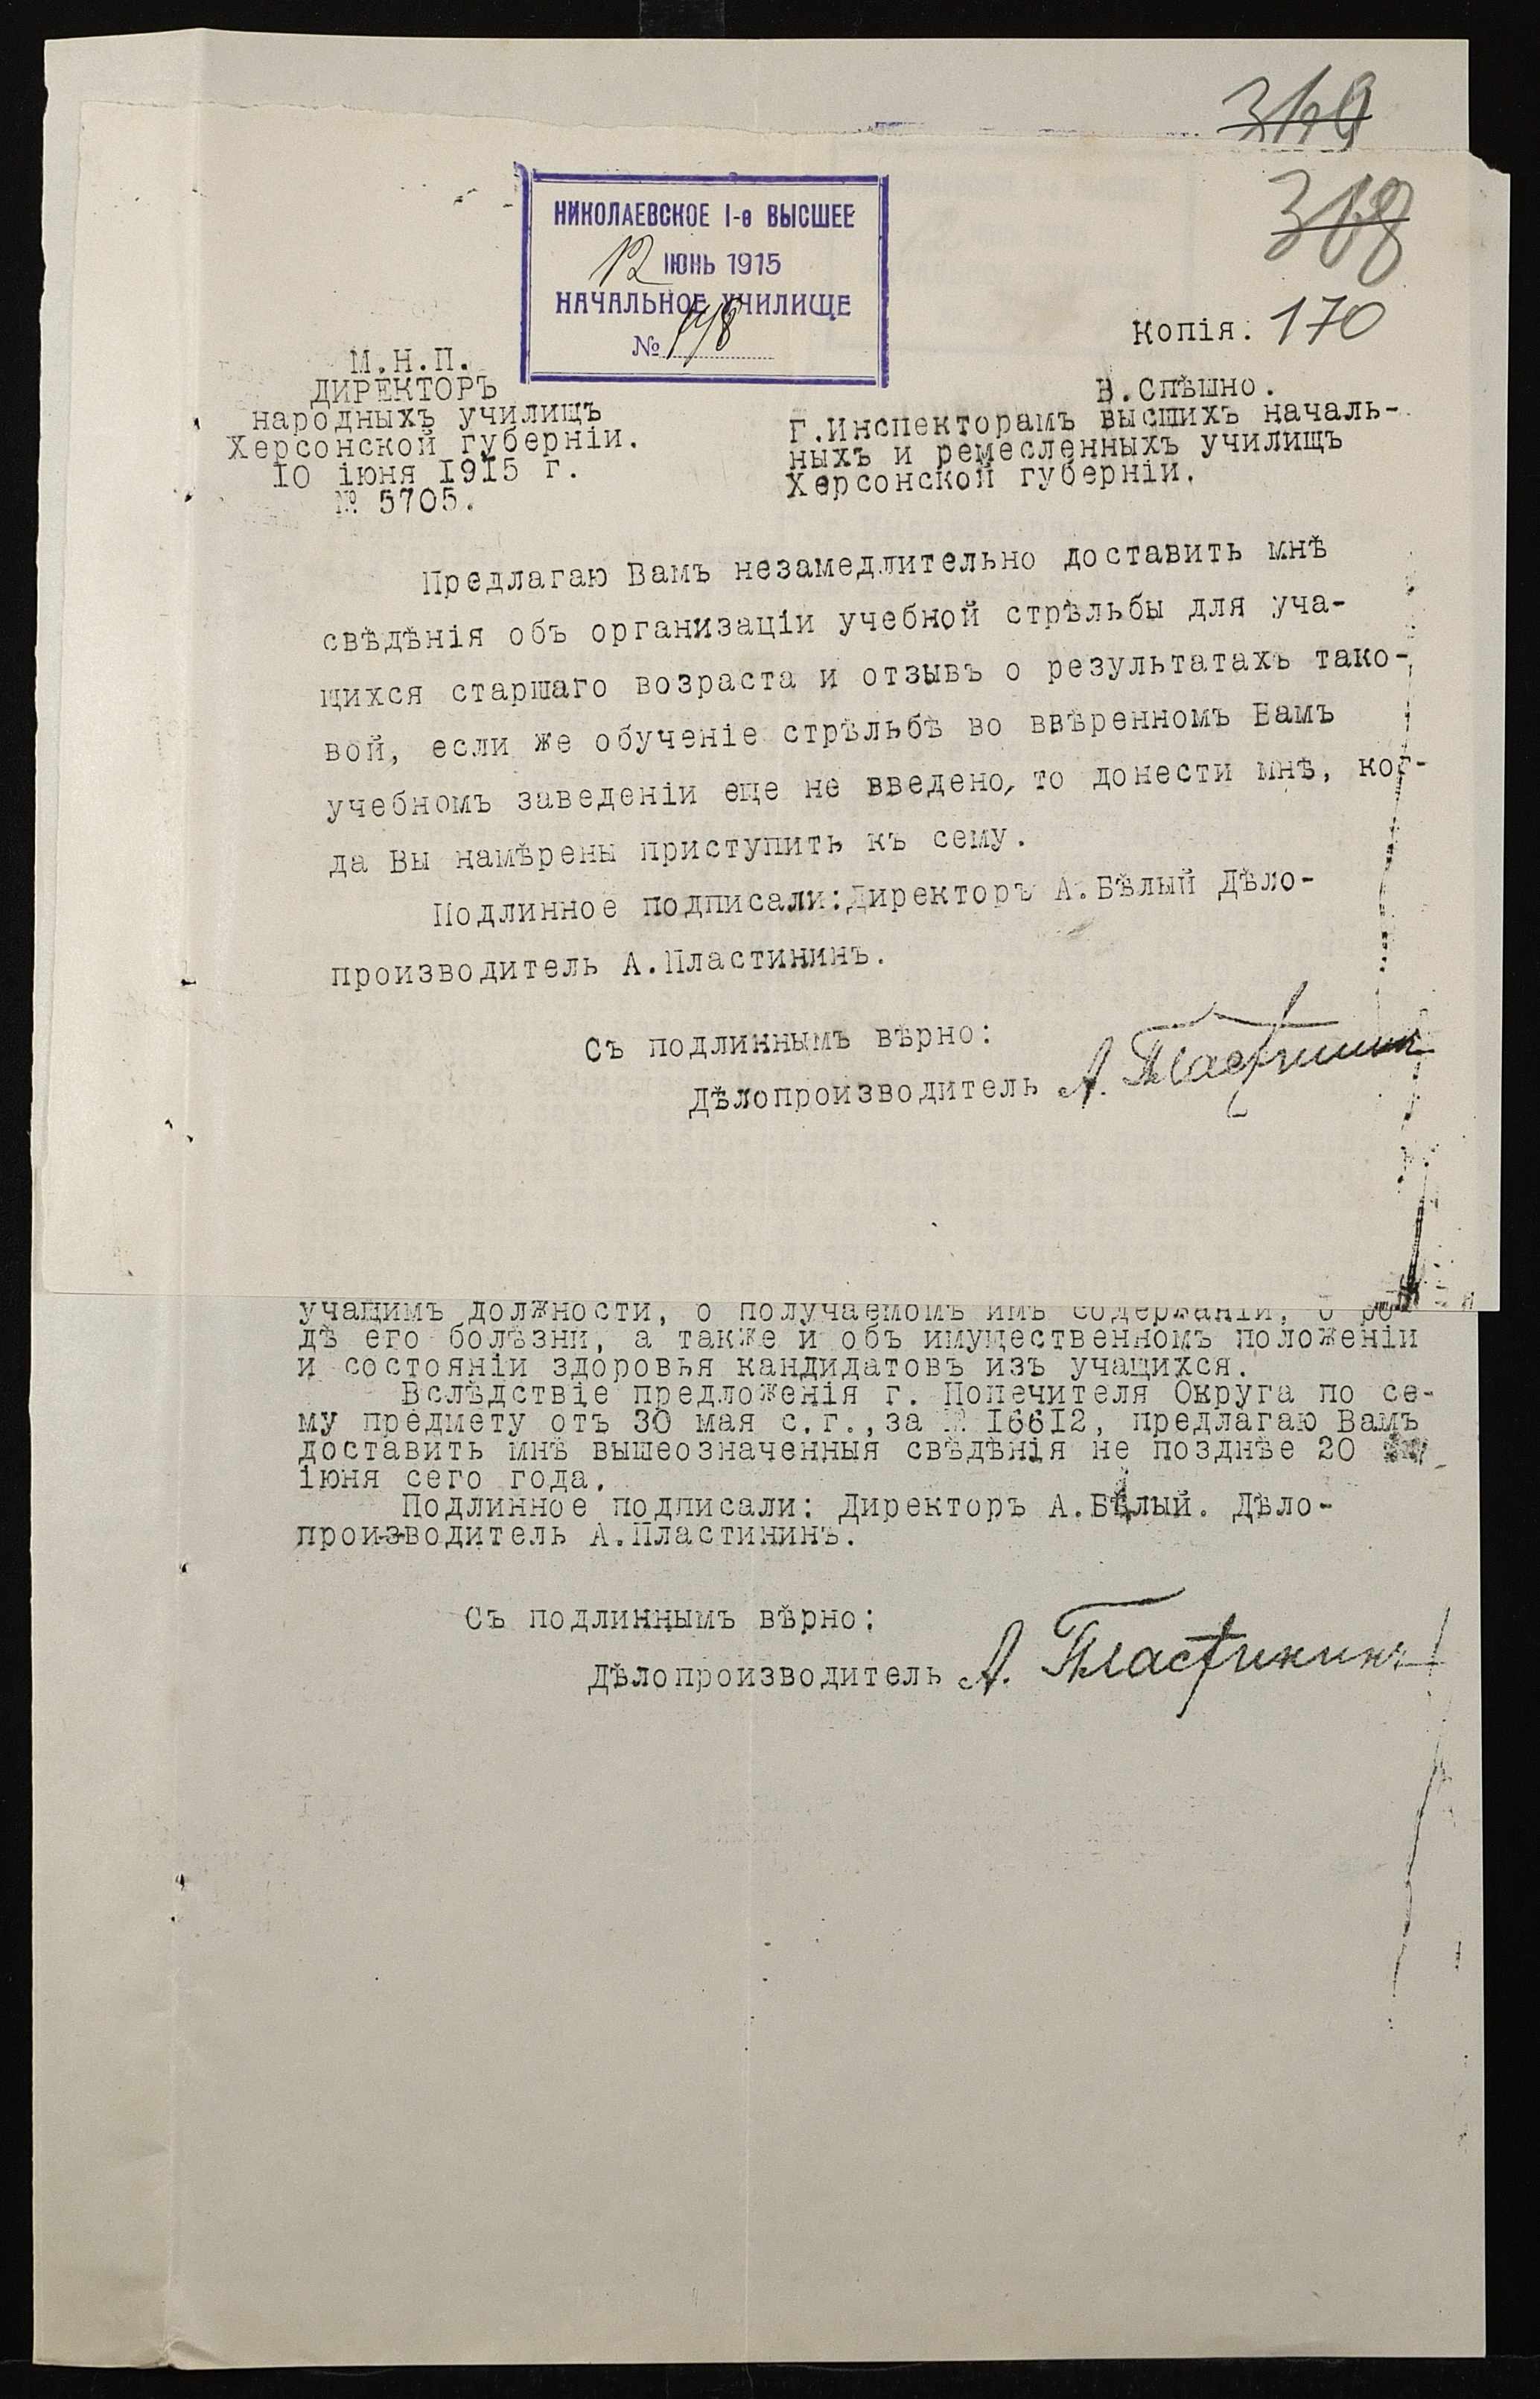 319
318
НИКОЛАЕВСКОЕ I-е ВЫСШЕЕ
12 ІЮНЬ 1915
НАЧАЛЬНОЕ УЧИЛИЩЕ
№
Копія. 170
М.Н.П.
ДИРЕКТОРЪ
народныхъ училищъ
Херсонской губерніи.
10 іюня 1915 г.
№ 5705.
В.Спѣшно.
Г.Инспекторамъ высшихъ началь-
ныхъ и ремесленныхъ училищъ
Херсонской губерніи.
Предлагаю Вамъ незамедлительно доставить мнѣ
свѣдѣнія объ организаціи учебной стрѣльбы для уча-
щихся старшаго возраста и отзывъ о результатахъ тако-
вой, если же обученіе стрѣльбѣ во ввѣренномъ Вамъ
учебномъ заведеніи еще не введено, то донести мнѣ, ког-
да Вы намѣрены приступить къ сему.
Подлинное подписали:Директоръ А.Бѣлый Дѣло-
производитель А.Пластининъ.
Съ подлиннымъ вѣрно:
Дѣлопроизводитель А. Пластининъ
учащимъ должности, о получаемомъ имъ содержаніи, о ро
дѣ его болѣзни, а также и объ имущественномъ положеніи
и состояніи здоровья кандидатовъ изъ учащихся.
Вслѣдствіе предложенія г. Попечителя Округа по се-
му предмету отъ 30 мая с.г.,за № 16612, предлагаю Вамъ
доставить мнѣ вышеозначенныя свѣдѣнія не позднѣе 20
іюня сего года.
Подлинное подписали: Директоръ А.Бѣлый. Дѣло-
производитель А.Пластининъ.
Съ подлиннымъ вѣрно:
Дѣлопроизводитель А. Пластининъ